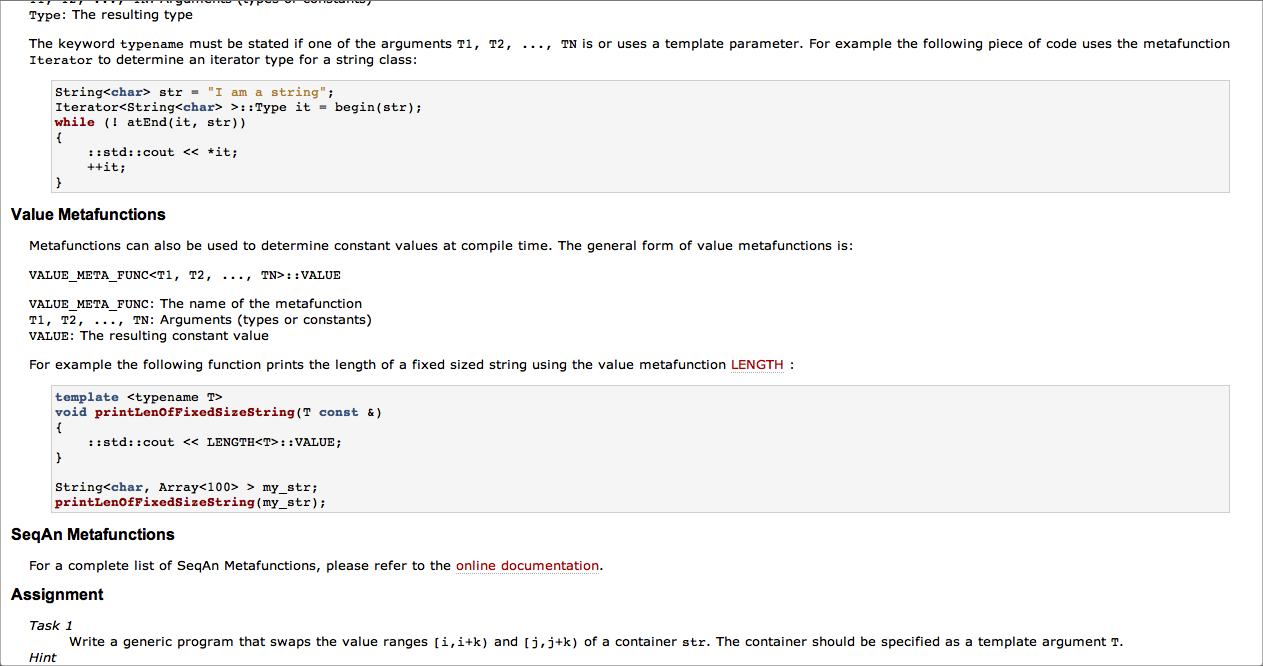 T1, T2, ..., TN: Arguments (types or constants)
Type: The resulting type
The keyword typename must be stated if one of the arguments T1, T2, ..., TN is or uses a template parameter. For example the following piece of code uses the metafunction
Iterator to determine an iterator type for a string class:
String<char> str = "I am a string";
Iterator<String<char> >::Type it = begin(str);
while (! atEnd(it, str))
{
    ::std::cout << *it;
    ++it;
}
Value Metafunctions
Metafunctions can also be used to determine constant values at compile time. The general form of value metafunctions is:
VALUE_META_FUNC<T1, T2, ..., TN>::VALUE
VALUE_META_FUNC: The name of the metafunction
T1, T2, ..., TN: Arguments (types or constants)
VALUE: The resulting constant value
For example the following function prints the length of a fixed sized string using the value metafunction LENGTH :
template <typename T>
void printLenOfFixedSizeString(T const &)
{
    ::std::cout << LENGTH<T>::VALUE;
}
String<char, Array<100> > my_str;
printLenOfFixedSizeString(my_str);
SeqAn Metafunctions
For a complete list of SeqAn Metafunctions, please refer to the online documentation.
Assignment
Task 1
Write a generic program that swaps the value ranges [i,i+k) and [j,j+k) of a container str. The container should be specified as a template argument T.
Hint